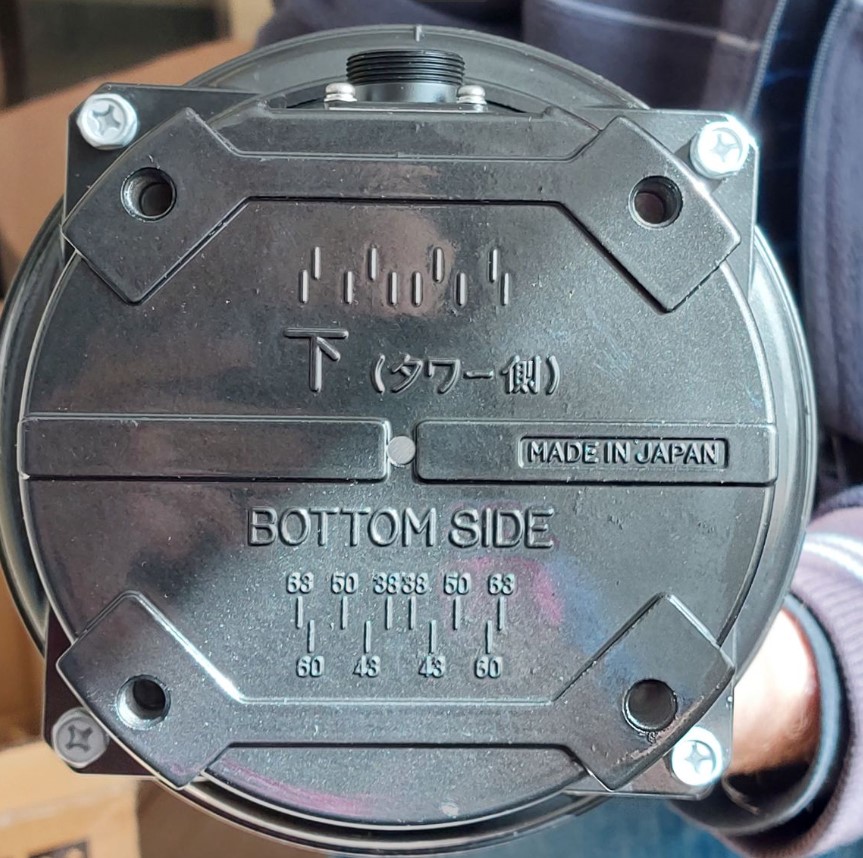 下 (タワー側)
MADE IN JAPAN
BOTTOM SIDE
63 50 38 38 50 63
60 43 43 60